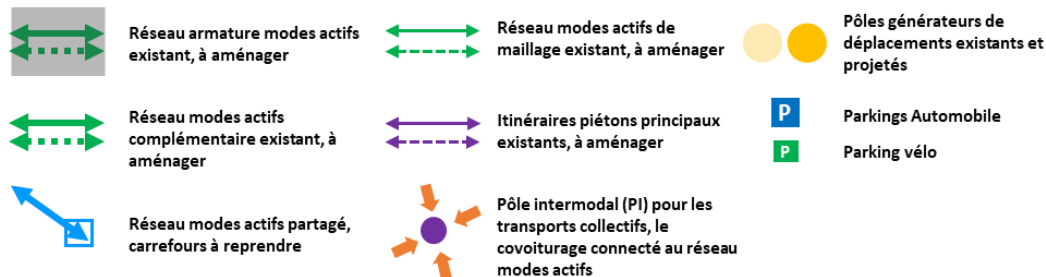 Réseau armature modes actifs
existant, à aménager
Réseau modes actifs
complémentaire existant, à
aménager
Réseau modes actifs partagé,
carrefours à reprendre
Réseau modes actifs de
maillage existant, à aménager
Itinéraires piétons principaux
existants, à aménager
Pôle intermodal (PI) pour les
transports collectifs, le
covoiturage connecté au réseau
modes actifs
Pôles générateurs de
déplacements existants et
projetés
P
Parkings Automobile
P
Parking vélo